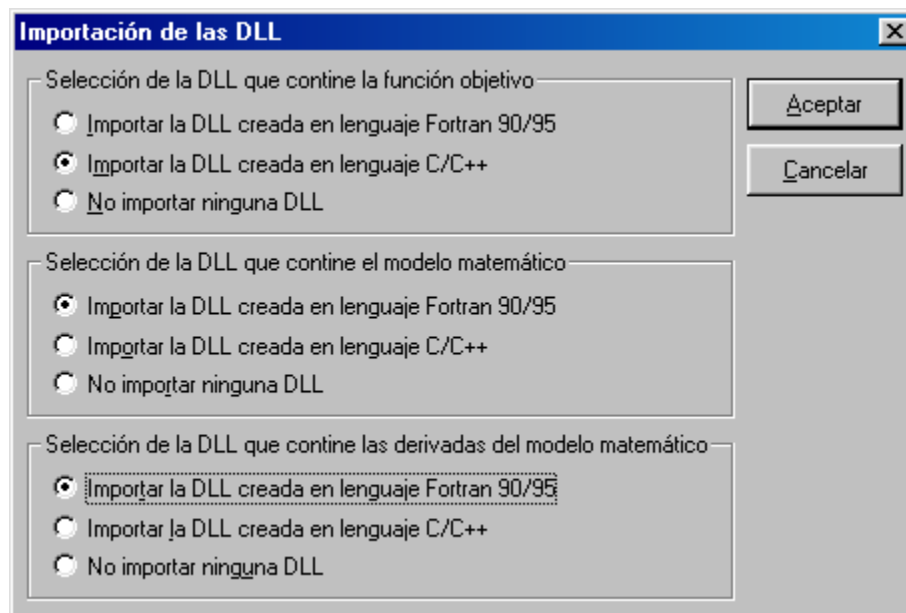 Importación de las DLL
Selección de la DLL que contine la función objetivo
Importar la DLL creada en lenguaje Fortran 90/95
Importar la DLL creada en lenguaje C/C++
No importar ninguna DLL
Aceptar
Cancelar
Selección de la DLL que contine el modelo matemático
Importar la DLL creada en lenguaje Fortran 90/95
Importar la DLL creada en lenguaje C/C++
No importar ninguna DLL
Selección de la DLL que contine las derivadas del modelo matemático
Importar la DLL creada en lenguaje Fortran 90/95
Importar la DLL creada en lenguaje C/C++
No importar ninguna DLL